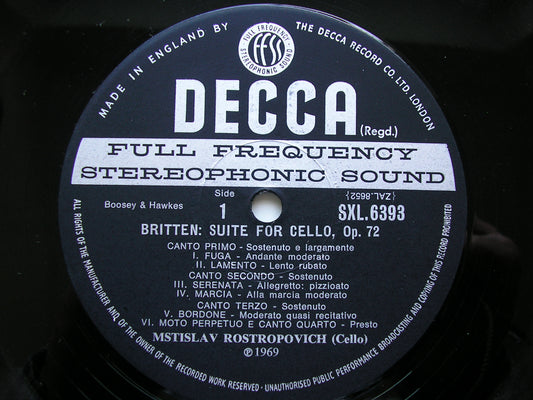 MADE IN ENGLAND BY
THE DECCA RECORD CO. LTD. LONDON
FULL FREQUENCY
ffss
STEREOPHONIC SOUND
DECCA
(Regd.)
FULL FREQUENCY
STEREOPHONIC SOUND
Boosey & Hawkes
Side
1
{ZAL.8652}
SXL.6393
BRITTEN: SUITE FOR CELLO, Op. 72
CANTO PRIMO - Sostenuto e largamente
I. FUGA - Andante moderato
II. LAMENTO - Lento rubato
CANTO SECONDO - Sostenuto
III. SERENATA - Allegretto: pizzioato
IV. MARCIA - Alla marcia moderato
CANTO TERZO - Sostenuto
V. BORDONE - Moderato quasi recitativo
VI. MOTO PERPETUO E CANTO QUARTO - Presto
MSTISLAV ROSTROPOVICH (Cello)
℗1969
ALL RIGHTS OF THE MANUFACTURER AND OF THE OWNER OF THE RECORDED WORK RESERVED · UNAUTHORISED PUBLIC PERFORMANCE BROADCASTING AND COPYING OF THIS RECORD PROHIBITED